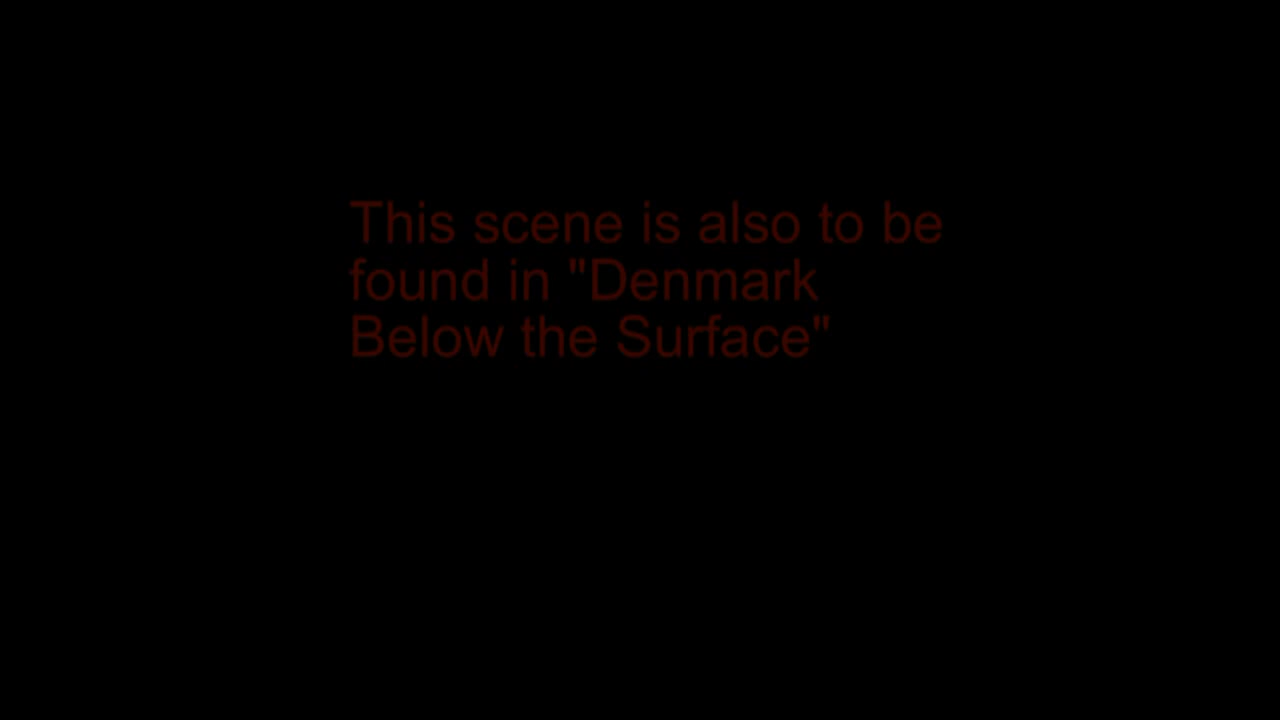 This scene is also to be
found in "Denmark
Below the Surface"